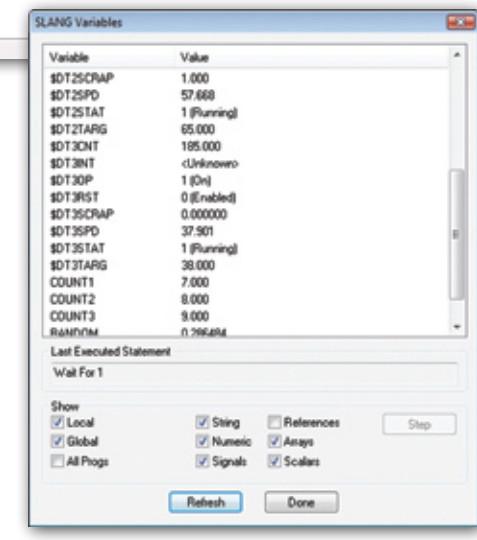 SLANG Variables
Variable Value
$DT2SCRAP 1.000
$DT2SPD 57.668
$DT2STAT 1 (Running)
$DT2TARG 65.000
$DT3CNT 185.000
$DT3INT <Unknown>
$DT3OP 1 (On)
$DT3RST 0 (Enabled)
$DT3SCRAP 0.000000
$DT3SPD 37.901
$DT3STAT 1 (Running)
$DT3TARG 38.000
COUNT1 7.000
COUNT2 8.000
COUNT3 9.000
RANDOM 0.286484
Last Executed Statement
Wait For 1
Show
Local String References Step
Global Numeric Arrays
All Progs Signals Scalars
Refresh Done